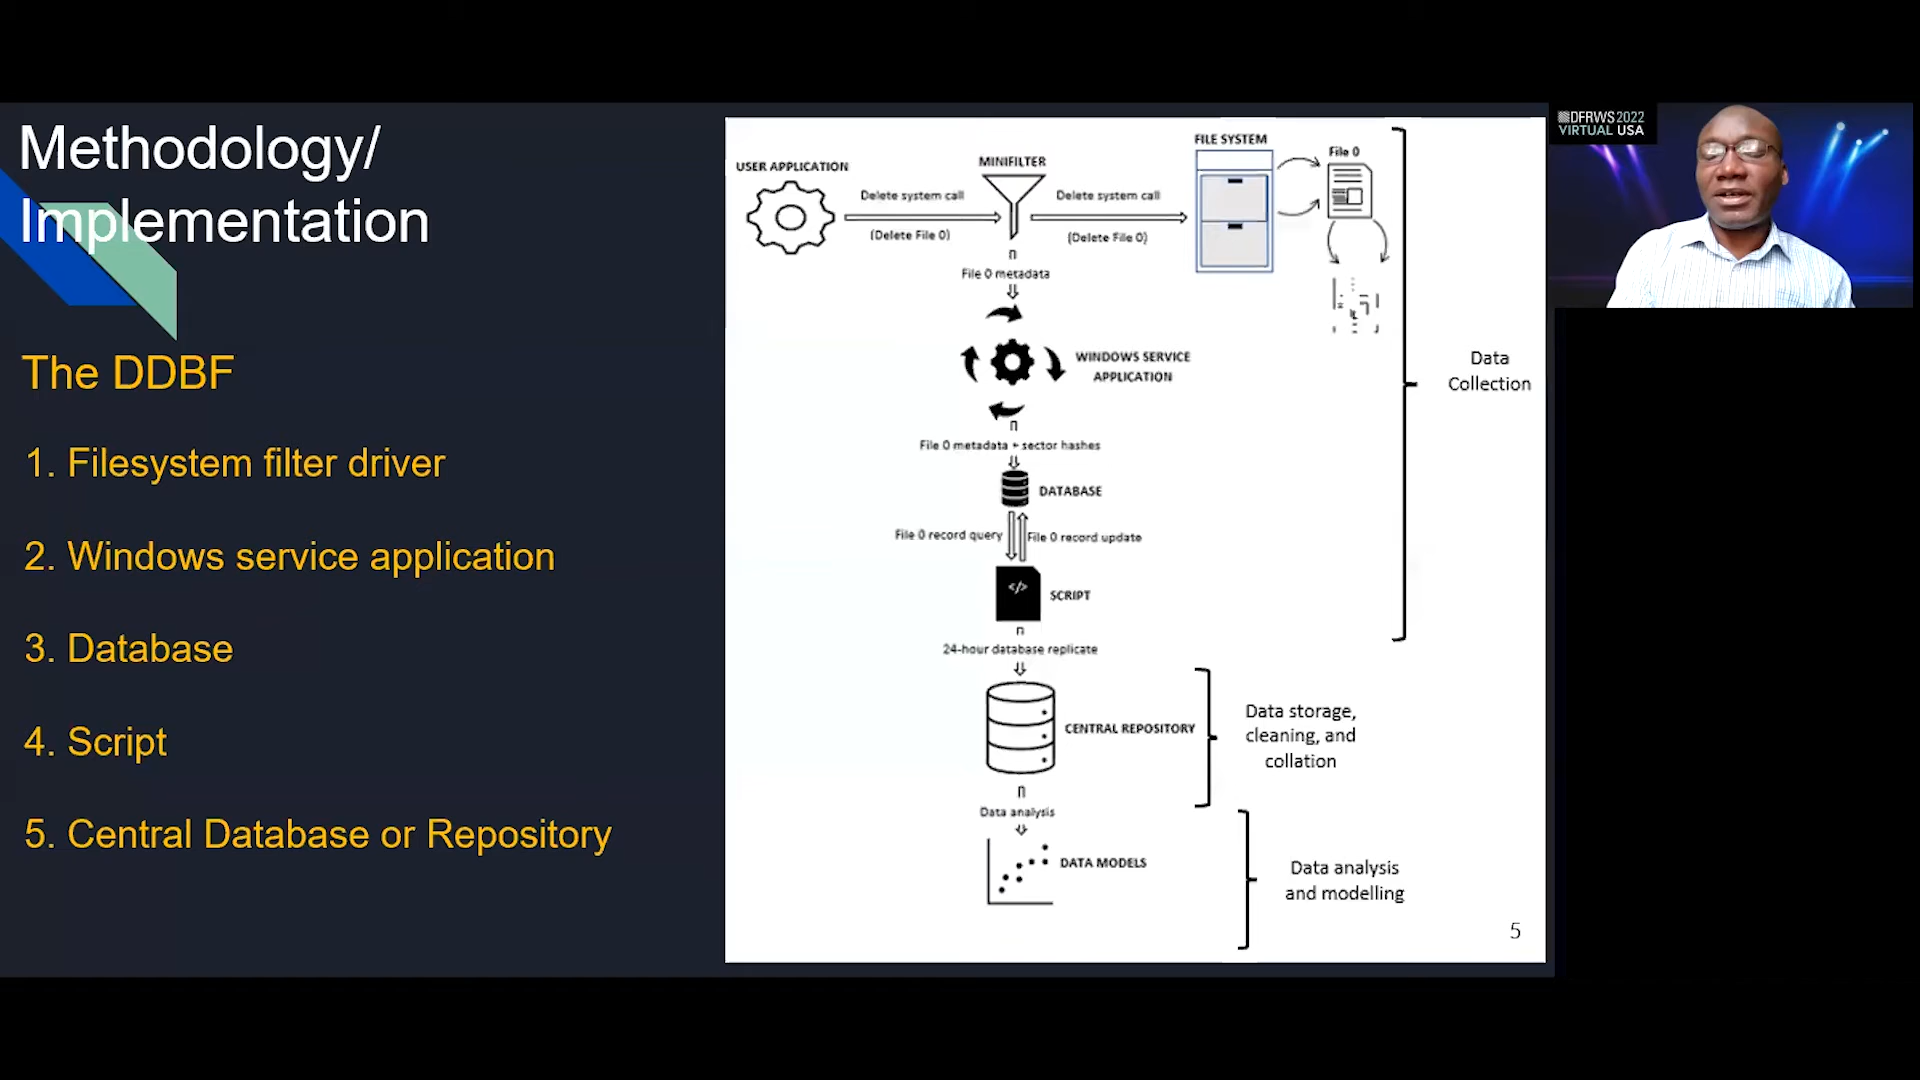 Methodology/
Implementation
The DDBF
1. Filesystem filter driver
2. Windows service application
3. Database
4. Script
5. Central Database or Repository
USER APPLICATION
Delete system call
(Delete File 0)
MINIFILTER
Delete system call
(Delete File 0)
FILE SYSTEM
File 0
File 0 metadata
WINDOWS SERVICE
APPLICATION
File 0 metadata + sector hashes
DATABASE
File 0 record query
File 0 record update
</>
SCRIPT
24-hour database replicate
CENTRAL REPOSITORY
Data analysis
DATA MODELS
Data
Collection
Data storage,
cleaning, and
collation
Data analysis
and modelling
5
DFRWS 2022
VIRTUAL USA